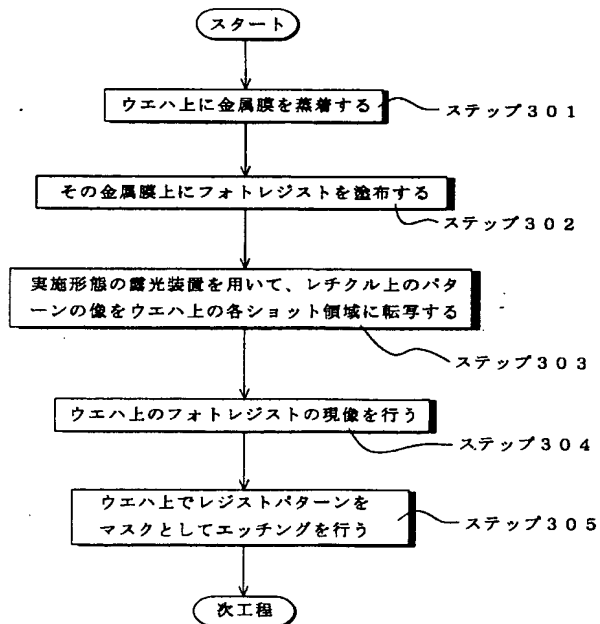 スタート
ウエハ上に金属膜を蒸着する
ステップ301
その金属膜上にフォトレジストを塗布する
ステップ302
実施形態の露光装置を用いて、レチクル上のパタ
ーンの像をウエハ上の各ショット領域に転写する
ステップ303
ウエハ上のフォトレジストの現像を行う
ステップ304
ウエハ上でレジストパターンを
マスクとしてエッチングを行う
ステップ305
次工程